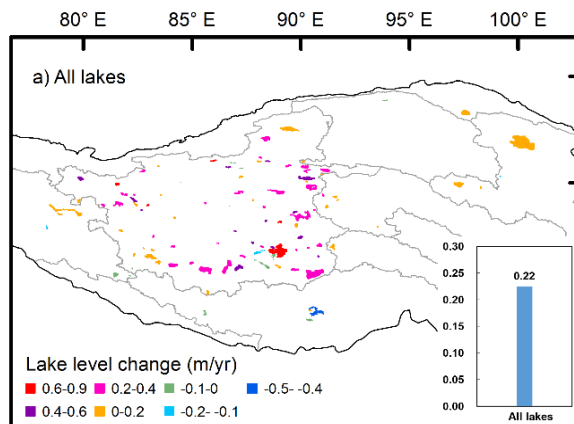 80° E 85° E 90° E 95° E 100° E
a) All lakes
Lake level change (m/yr)
0.6-0.9 0.2-0.4 -0.1-0 -0.5- -0.4
0.4-0.6 0-0.2 -0.2- -0.1
0.30
0.22
0.25
0.20
0.15
0.10
0.05
0.00
All lakes